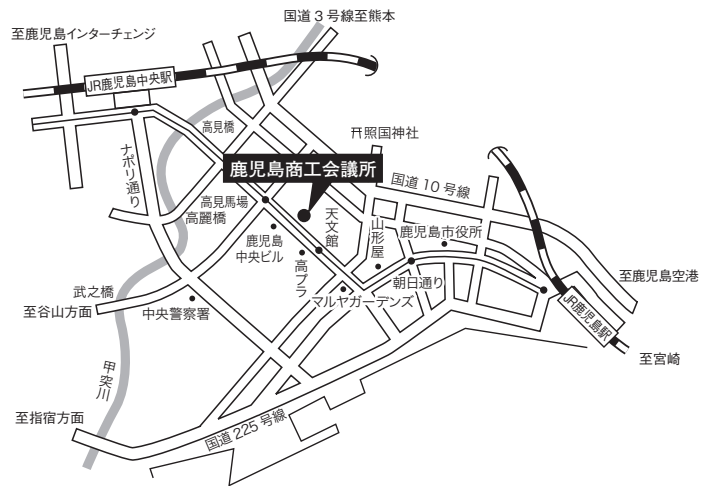 国道3号線至熊本
至鹿児島インターチェンジ
JR鹿児島中央駅
高見橋
⛩照国神社
ナポリ通り
鹿児島商工会議所
国道10号線
高見馬場
高麗橋
天文館
山形屋
鹿児島市役所
鹿児島
中央ビル
高プラ
朝日通り
至鹿児島空港
武之橋
マルヤガーデンズ
至谷山方面
中央警察署
JR鹿児島駅
至宮崎
甲突川
至指宿方面
国道225号線